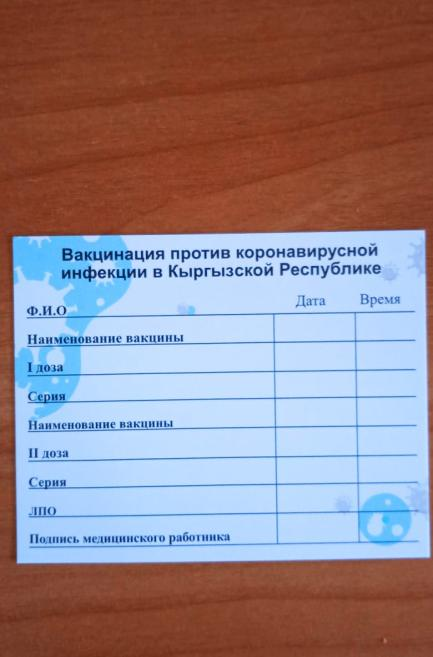 Вакцинация против коронавирусной
инфекции в Кыргызской Республике
Ф.И.О Дата Время
Наименование вакцины
I доза
Серия
Наименование вакцины
II доза
Серия
ЛПО
Подпись медицинского работника